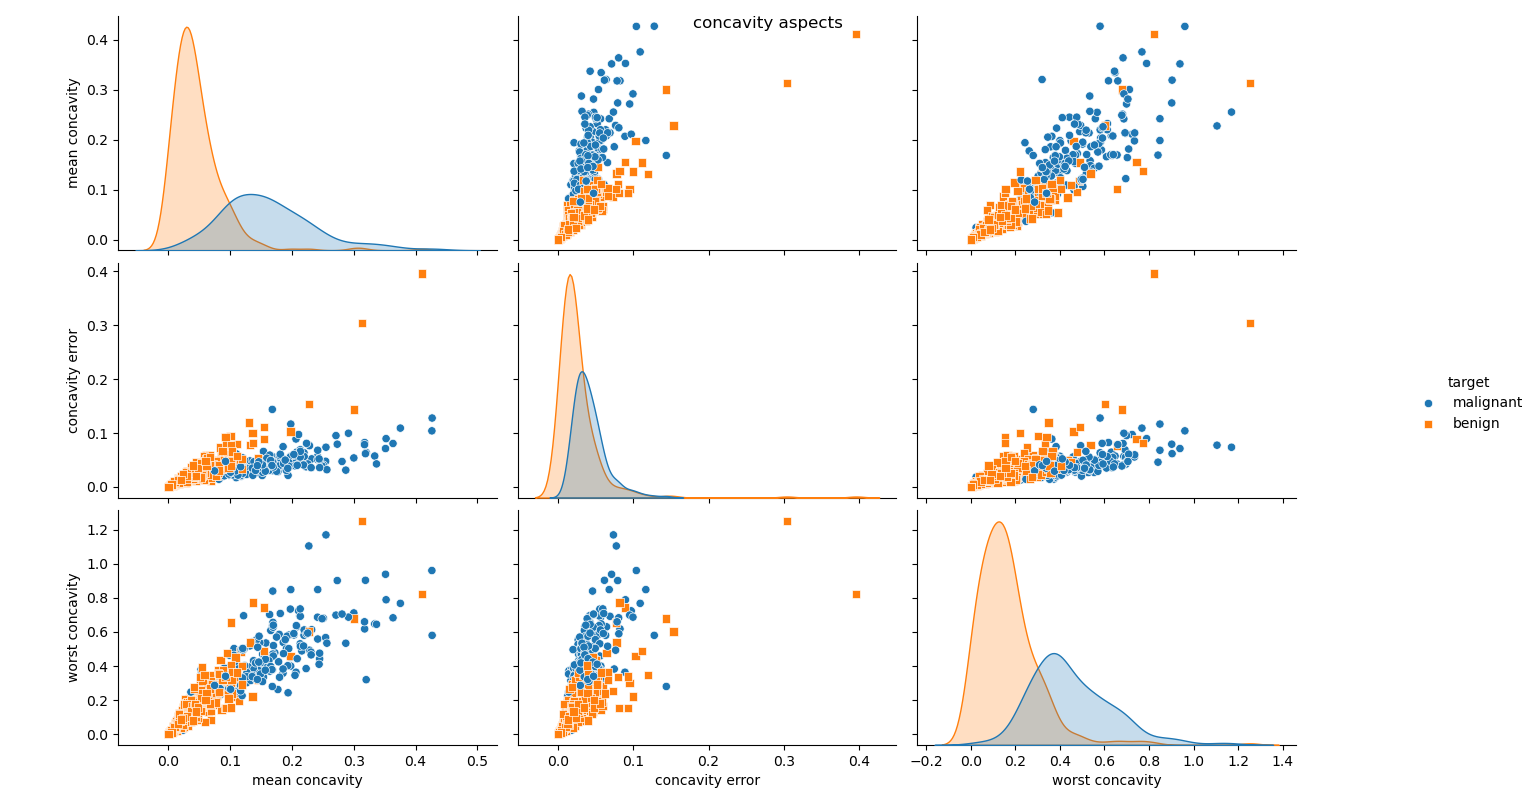 concavity aspects
mean concavity
0.4
0.3
0.2
0.1
0.0
concavity error
0.4
0.3
0.2
0.1
0.0
target
malignant
benign
worst concavity
1.2
1.0
0.8
0.6
0.4
0.2
0.0
0.0 0.1 0.2 0.3 0.4 0.5
mean concavity
0.0 0.1 0.2 0.3 0.4
concavity error
−0.2 0.0 0.2 0.4 0.6 0.8 1.0 1.2 1.4
worst concavity